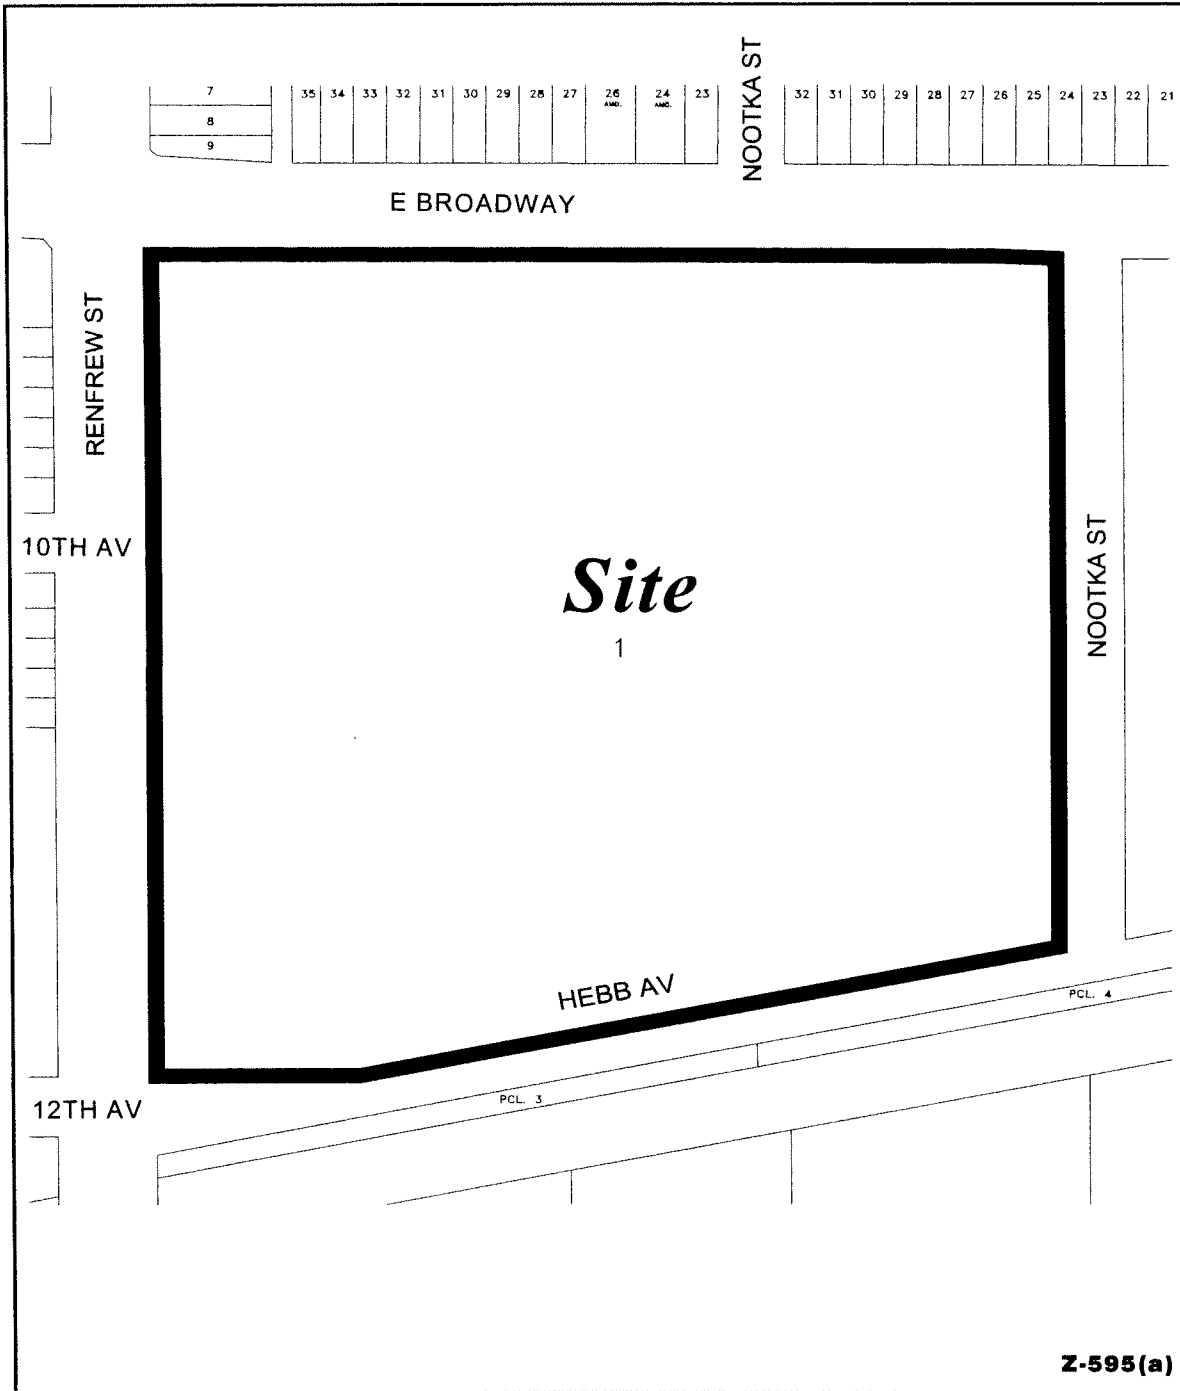 NOOTKA ST
7
8
9
35 34 33 32 31 30 29 28 27 26 24 23
AMD. AMD.
32 31 30 29 28 27 26 25 24 23 22 21
E BROADWAY
RENFREW ST
10TH AV
Site
1
NOOTKA ST
HEBB AV
PCL. 4
PCL. 3
12TH AV
Z-595(a)